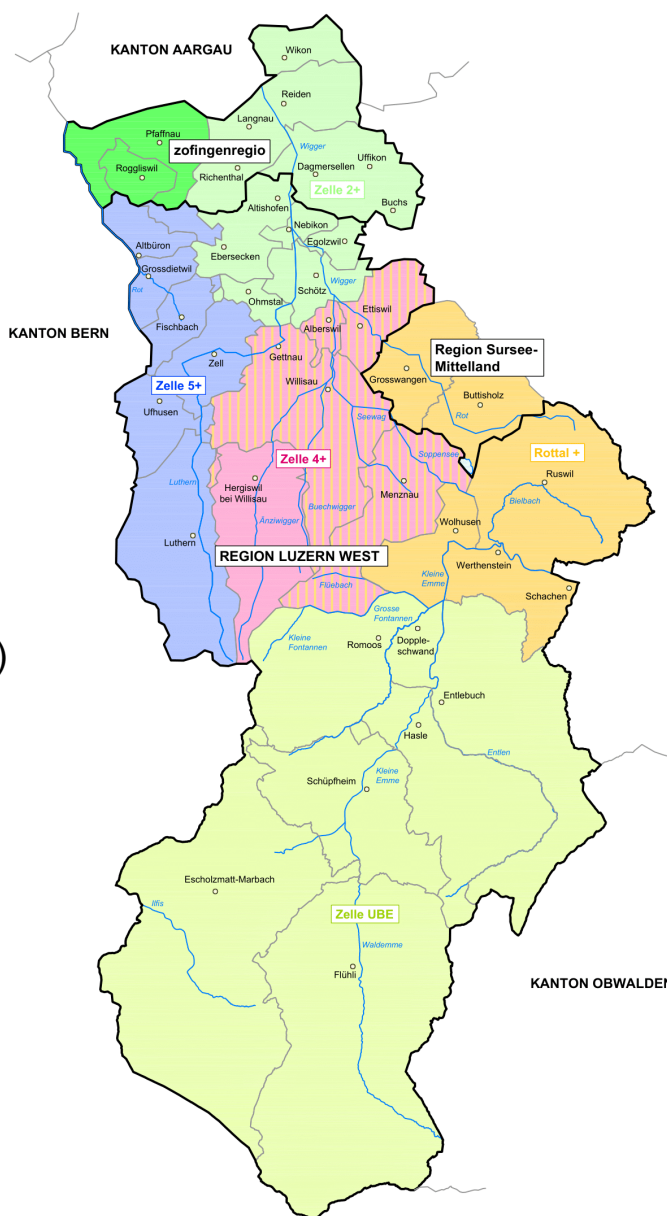 KANTON AARGAU
Wikon
Reiden
Langnau
Pfaffnau
Wigger
zofingenregio
Uffikon
Roggliswil
Richenthal
Dagmersellen
Zelle 2+
Altishofen
Buchs
Nebikon
Egolzwil
Altbüron
Ebersecken
Grossdietwil
Schötz
Wigger
Rot
Ohmstal
Ettiswil
Fischbach
Alberswil
KANTON BERN
Gettnau
Region Sursee-
Mittelland
Zell
Grosswangen
Willisau
Zelle 5+
Buttisholz
Ufhusen
Seewag
Rot
Soppensee
Rottal +
Zelle 4+
Ruswil
Luthern
Hergiswil
bei Willisau
Menznau
Bielbach
Buechwigger
Änziwigger
Wolhusen
Luthern
REGION LUZERN WEST
Werthenstein
Kleine
Emme
Flüebach
Schachen
Grosse
Fontannen
Kleine
Fontannen
Romoos
Dopple-
schwand
)
Entlebuch
Hasle
Entlen
Kleine
Emme
Schüpfheim
Escholzmatt-Marbach
Ilfis
Zelle UBE
Waldemme
Flühli
KANTON OBWALDEN